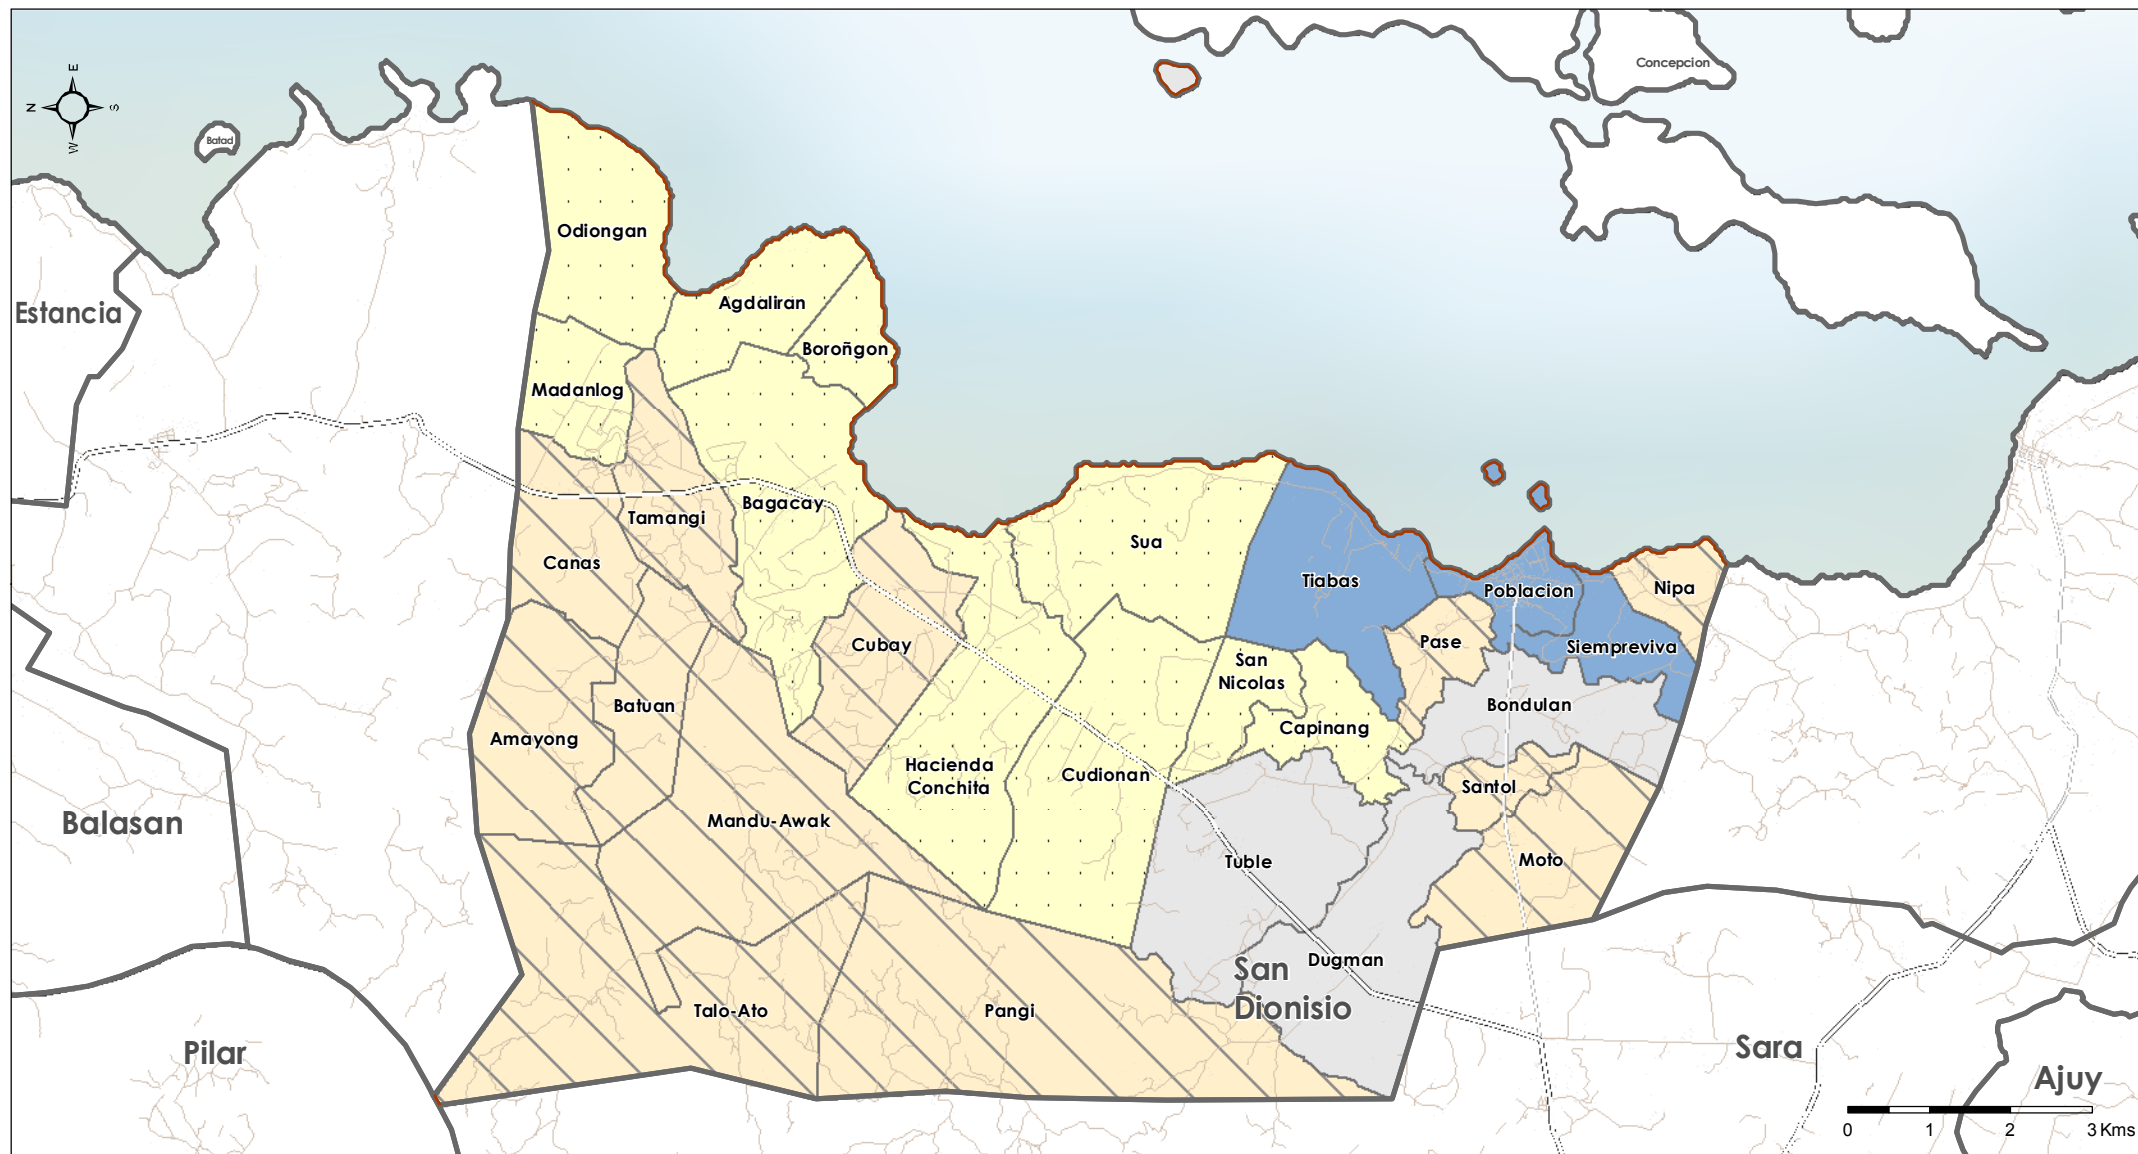 Concepcion
E
N
S
W
Batad
Odiongan
Estancia
Agdaliran
Boroñgon
Madanlog
Bagacay
Tamangi
Sua
Canas
Tiabas
Poblacion
Nipa
Cubay
Pase
Siempreviva
San
Nicolas
Batuan
Bondulan
Capinang
Amayong
Hacienda
Conchita
Cudionan
Santol
Balasan
Mandu-Awak
Tuble
Moto
Dugman
San
Dionisio
Talo-Ato
Pangi
Pilar
Sara
Ajuy
0 1 2 3 Kms